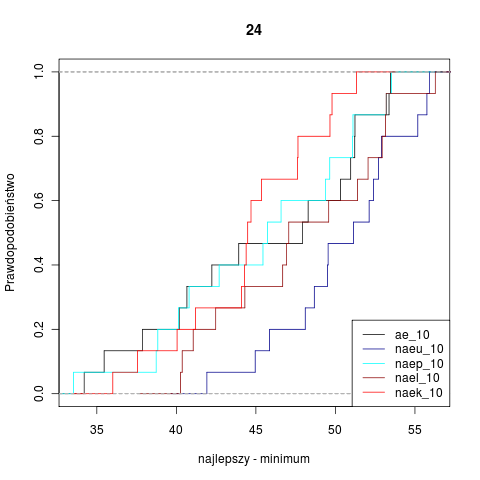 24
Prawdopodobieństwo
1.0
0.8
0.6
0.4
0.2
0.0
35 40 45 50 55
najlepszy - minimum
ae_10
naeu_10
naep_10
nael_10
naek_10